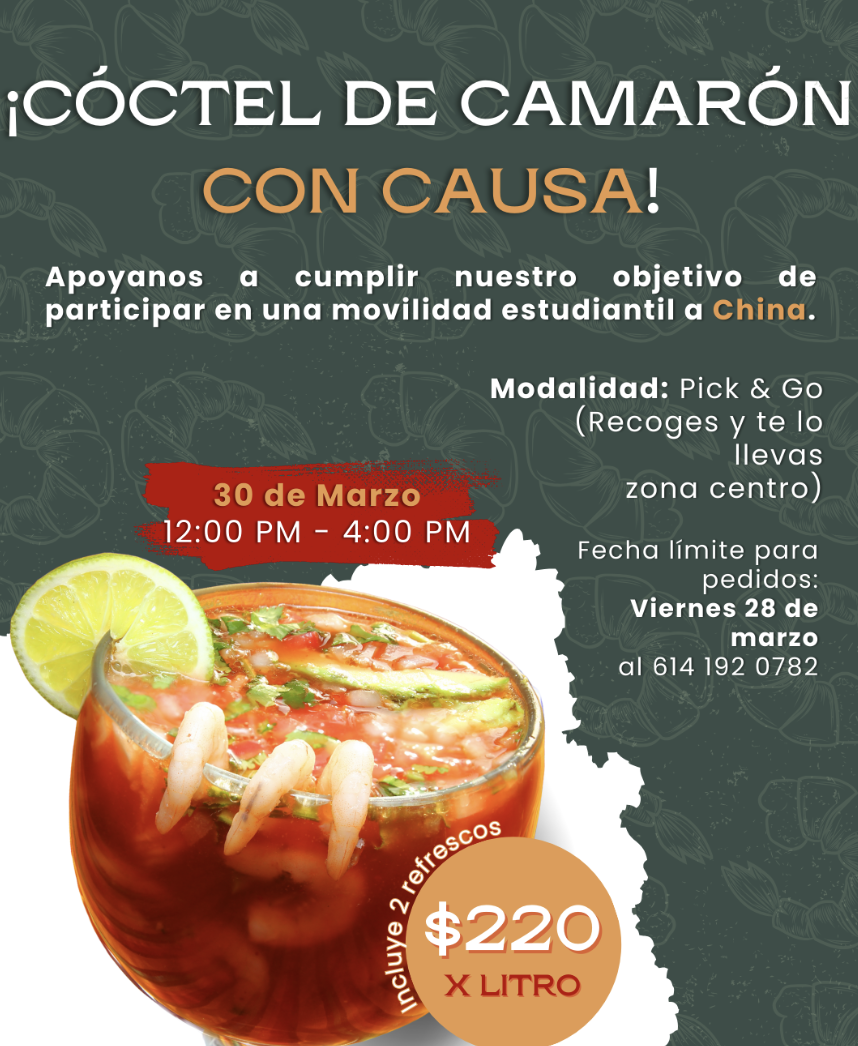 ¡CÓCTEL DE CAMARÓN
CON CAUSA!
Apoyanos a cumplir nuestro objetivo de
participar en una movilidad estudiantil a China.
Modalidad: Pick & Go
(Recoges y te lo
llevas
zona centro)
30 de Marzo
12:00 PM - 4:00 PM
Fecha límite para
pedidos:
Viernes 28 de
marzo
al 614 192 0782
Incluye 2 refrescos
$220
X LITRO